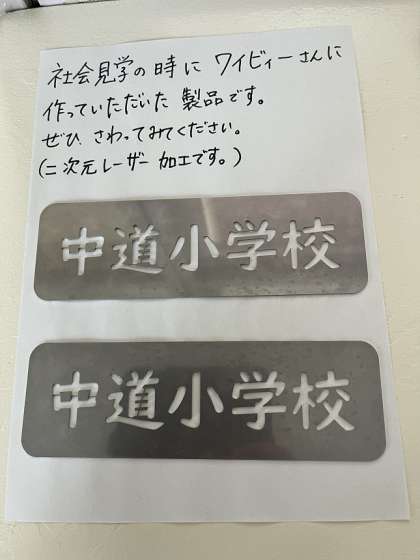 社会見学の時に ワイビィーさんに
作っていただいた 製品です。
ぜひ さわってみてください。
(二次元レーザー 加工です。)
中道小学校
中道小学校